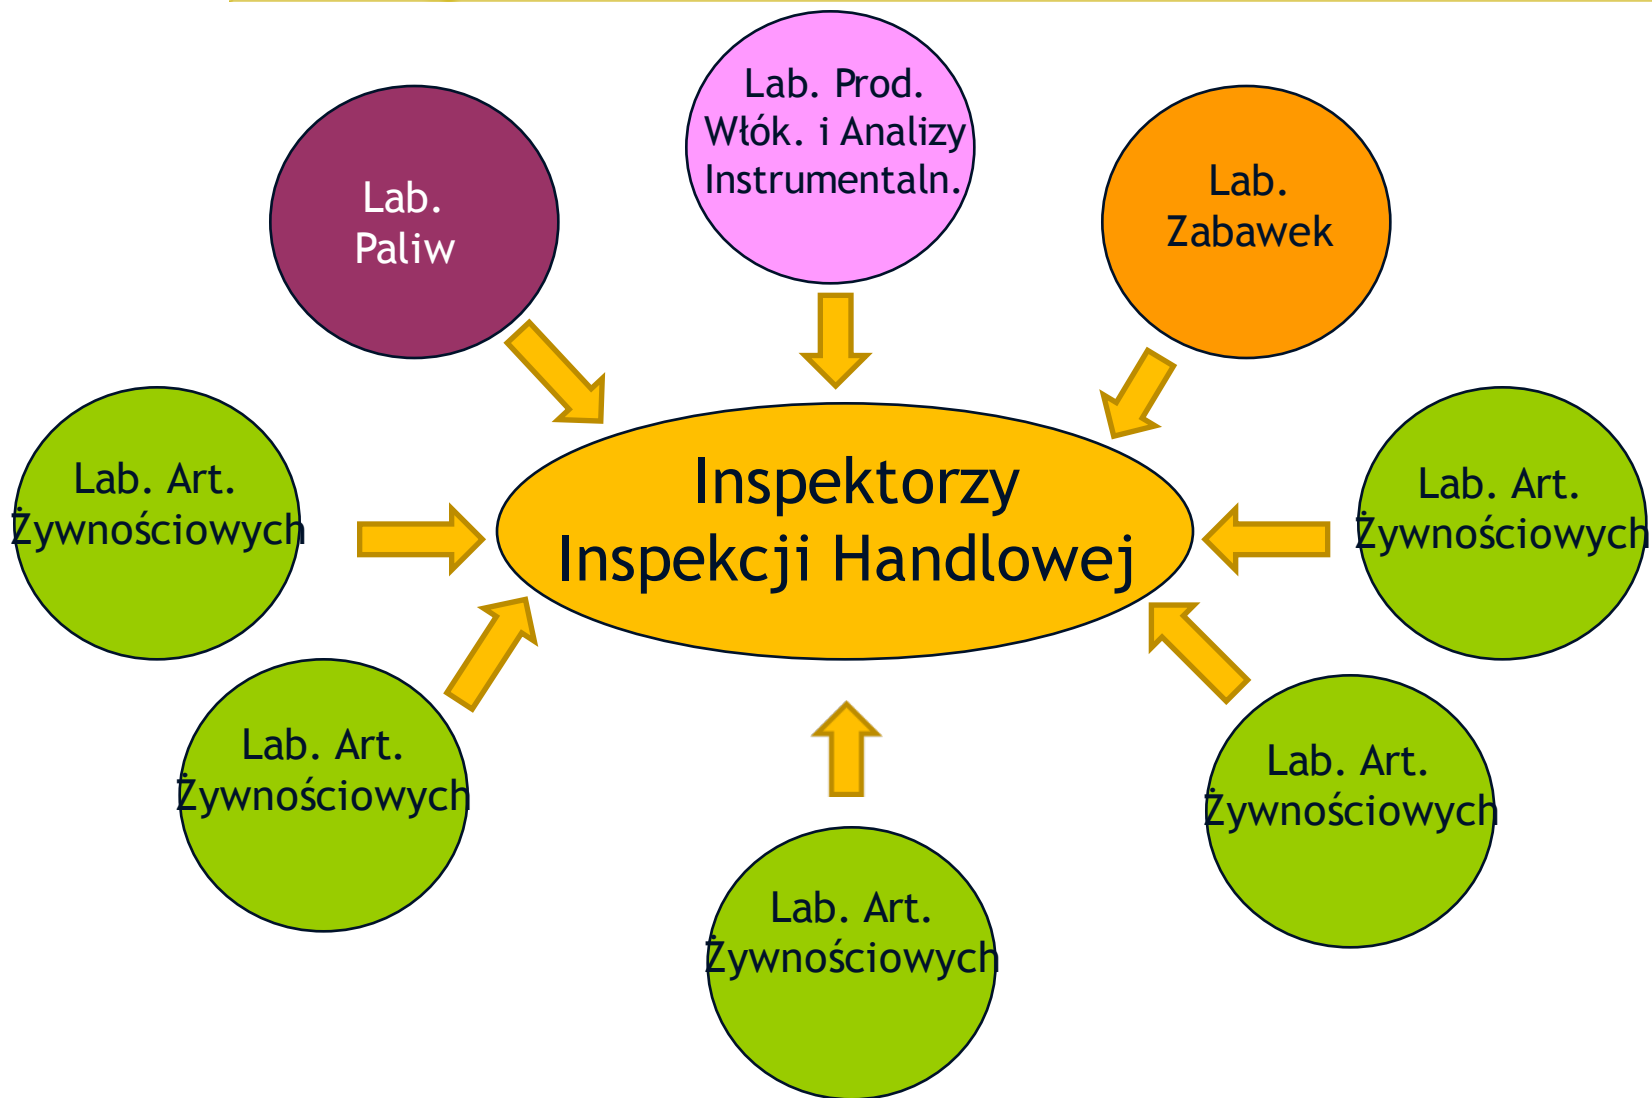 Lab. Prod.
Włók. i Analizy
Instrumentaln.
Lab.
Paliw
Lab.
Zabawek
Lab. Art.
Żywnościowych
Inspektorzy
Inspekcji Handlowej
Lab. Art.
Żywnościowych
Lab. Art.
Żywnościowych
Lab. Art.
Żywnościowych
Lab. Art.
Żywnościowych